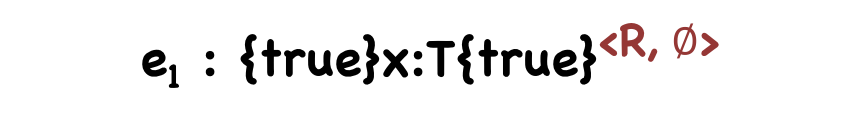 e₁ : {true}x:T{true}<R, ∅>